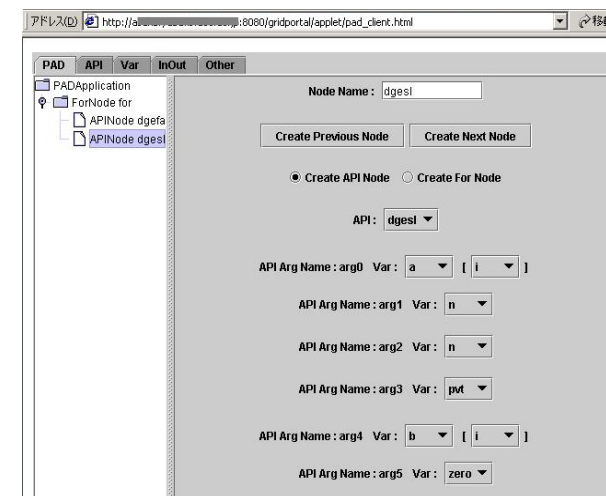 アドレス(D) http://a :8080/gridportal/applet/pad_client.html
PAD API Var InOut Other
PADApplication
ForNode for
APINode dgefa
APINode dgesl
Node Name : dgesl
Create Previous Node Create Next Node
Create API Node Create For Node
API : dgesl
API Arg Name : arg0 Var : a [ i ]
API Arg Name : arg1 Var : n
API Arg Name : arg2 Var : n
API Arg Name : arg3 Var : pvt
API Arg Name : arg4 Var : b [ i ]
API Arg Name : arg5 Var : zero